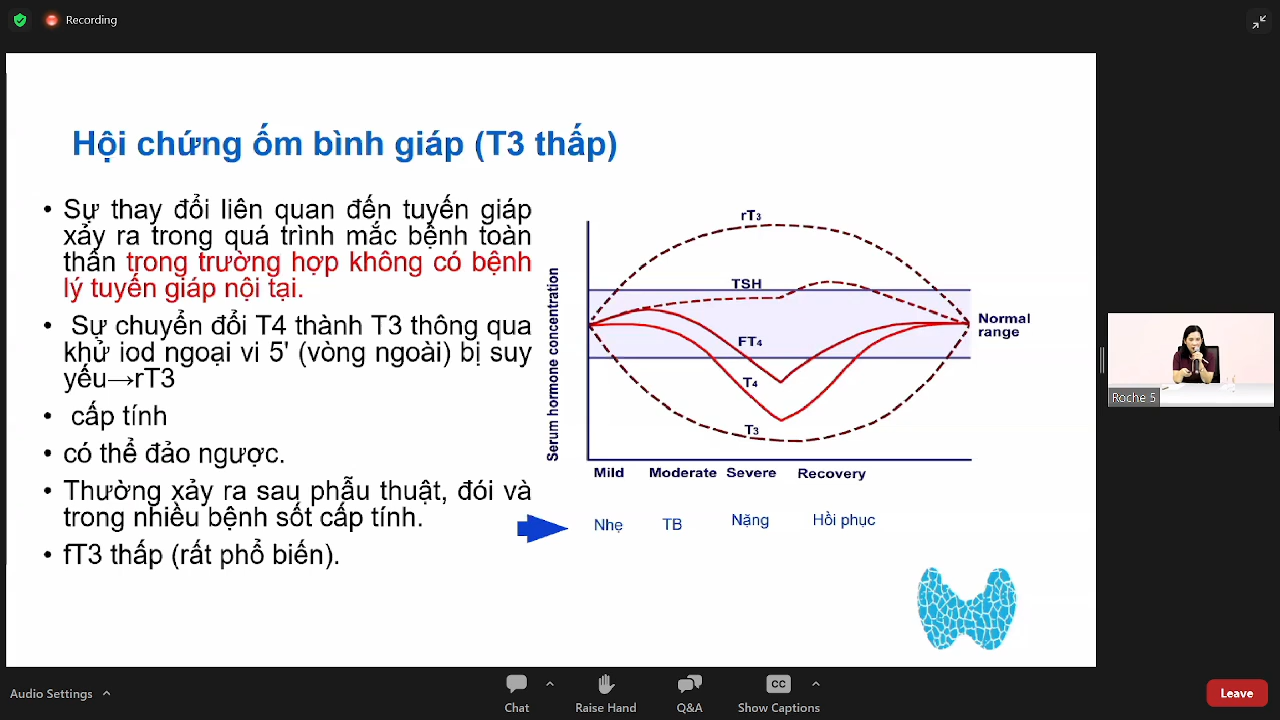 Recording
Hội chứng ốm bình giáp (T3 thấp)
• Sự thay đổi liên quan đến tuyến giáp
xảy ra trong quá trình mắc bệnh toàn
thân trong trường hợp không có bệnh
lý tuyến giáp nội tại.
• Sự chuyển đổi T4 thành T3 thông qua
khử iod ngoại vi 5' (vòng ngoài) bị suy
yếu→rT3
• cấp tính
• có thể đảo ngược.
• Thường xảy ra sau phẫu thuật, đói và
trong nhiều bệnh sốt cấp tính.
• fT3 thấp (rất phổ biến).
Serum hormone concentration
rT3
TSH
FT4
T4
T3
Normal
range
Mild Moderate Severe Recovery
Nhẹ TB Nặng Hồi phục
Roche 5
Audio Settings
Chat
Raise Hand
Q&A
CC
Show Captions
Leave